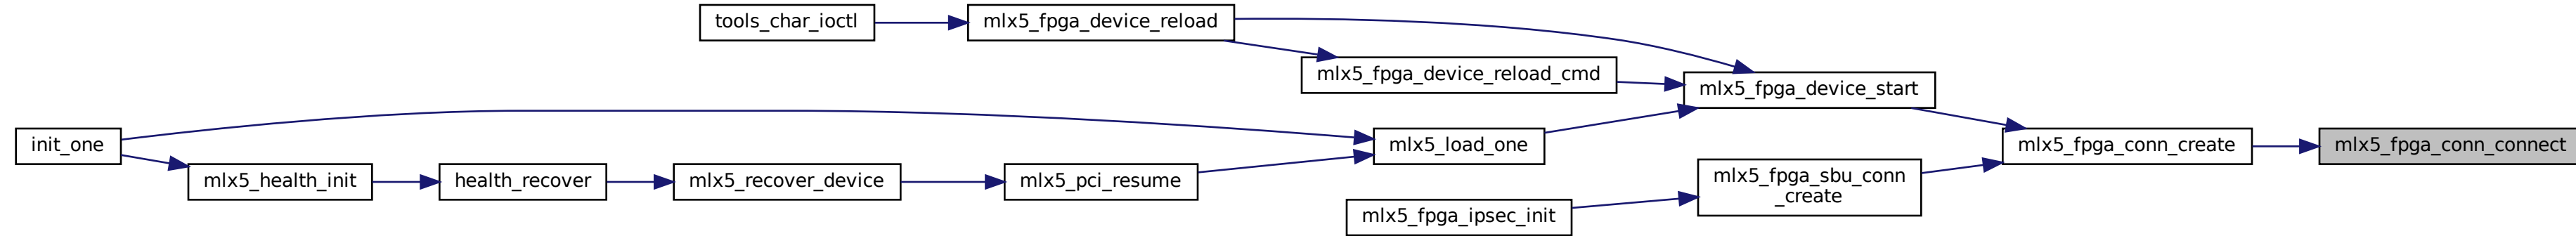 tools_char_ioctl
mlx5_fpga_device_reload
mlx5_fpga_device_reload_cmd
mlx5_fpga_device_start
init_one
mlx5_load_one
mlx5_fpga_conn_create
mlx5_fpga_conn_connect
mlx5_health_init
health_recover
mlx5_recover_device
mlx5_pci_resume
mlx5_fpga_sbu_conn
_create
mlx5_fpga_ipsec_init